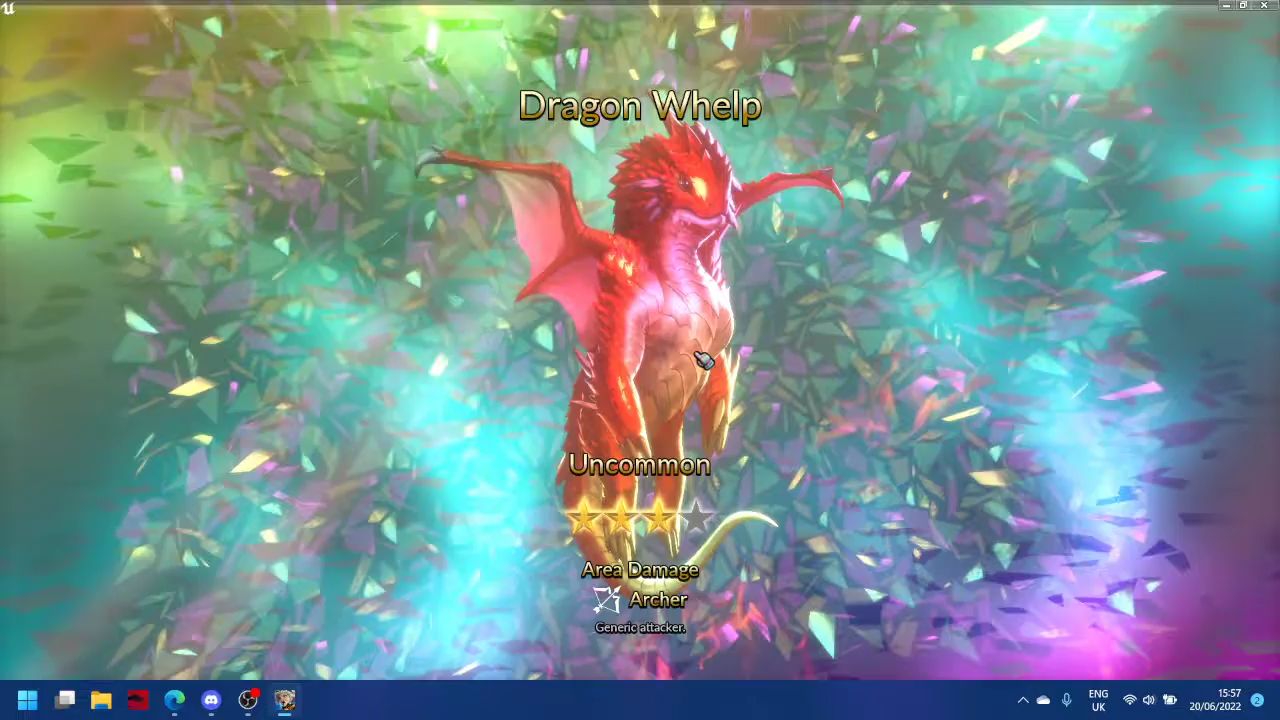 Dragon Whelp
Uncommon
Area Damage
Archer
Generic attacker.
ENG
UK
15:57
20/06/2022
2